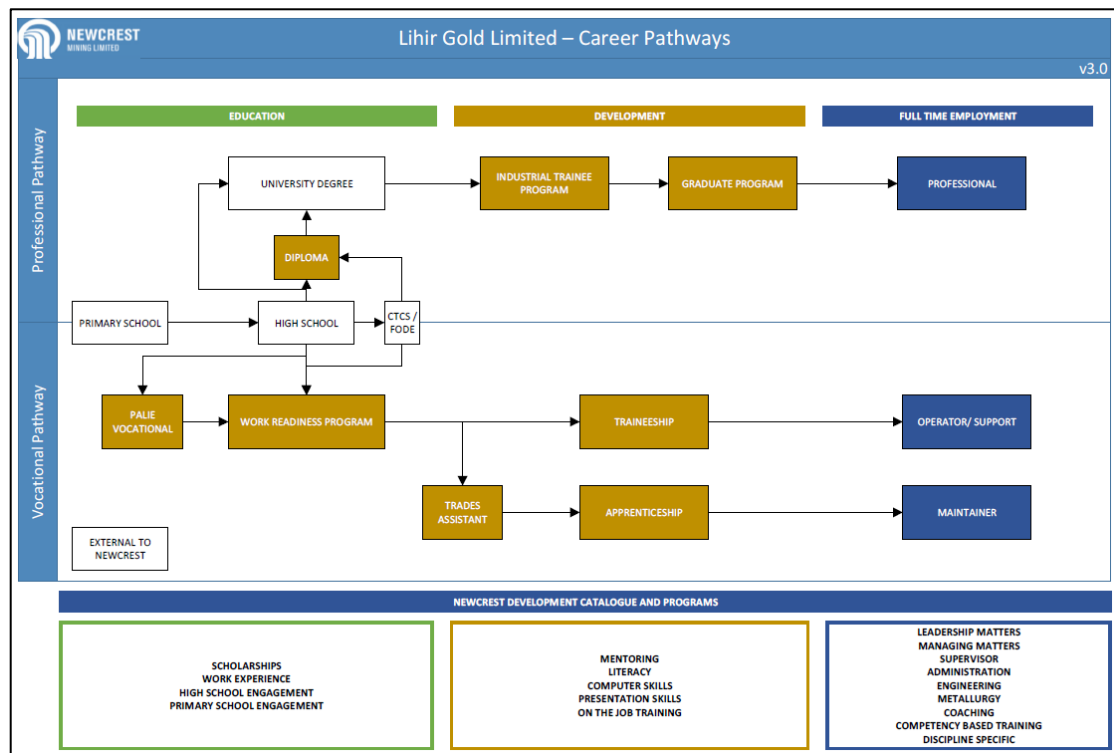 NEWCREST
MINING LIMITED
Lihir Gold Limited – Career Pathways
v3.0
Professional Pathway
EDUCATION
DEVELOPMENT
FULL TIME EMPLOYMENT
UNIVERSITY DEGREE
INDUSTRIAL TRAINEE
PROGRAM
GRADUATE PROGRAM
PROFESSIONAL
DIPLOMA
PRIMARY SCHOOL
HIGH SCHOOL
CTCS /
FODE
Vocational Pathway
PALIE
VOCATIONAL
WORK READINESS PROGRAM
TRAINEESHIP
OPERATOR/ SUPPORT
TRADES
ASSISTANT
APPRENTICESHIP
MAINTAINER
EXTERNAL TO
NEWCREST
NEWCREST DEVELOPMENT CATALOGUE AND PROGRAMS
SCHOLARSHIPS
WORK EXPERIENCE
HIGH SCHOOL ENGAGEMENT
PRIMARY SCHOOL ENGAGEMENT
MENTORING
LITERACY
COMPUTER SKILLS
PRESENTATION SKILLS
ON THE JOB TRAINING
LEADERSHIP MATTERS
MANAGING MATTERS
SUPERVISOR
ADMINISTRATION
ENGINEERING
METALLURGY
COACHING
COMPETENCY BASED TRAINING
DISCIPLINE SPECIFIC